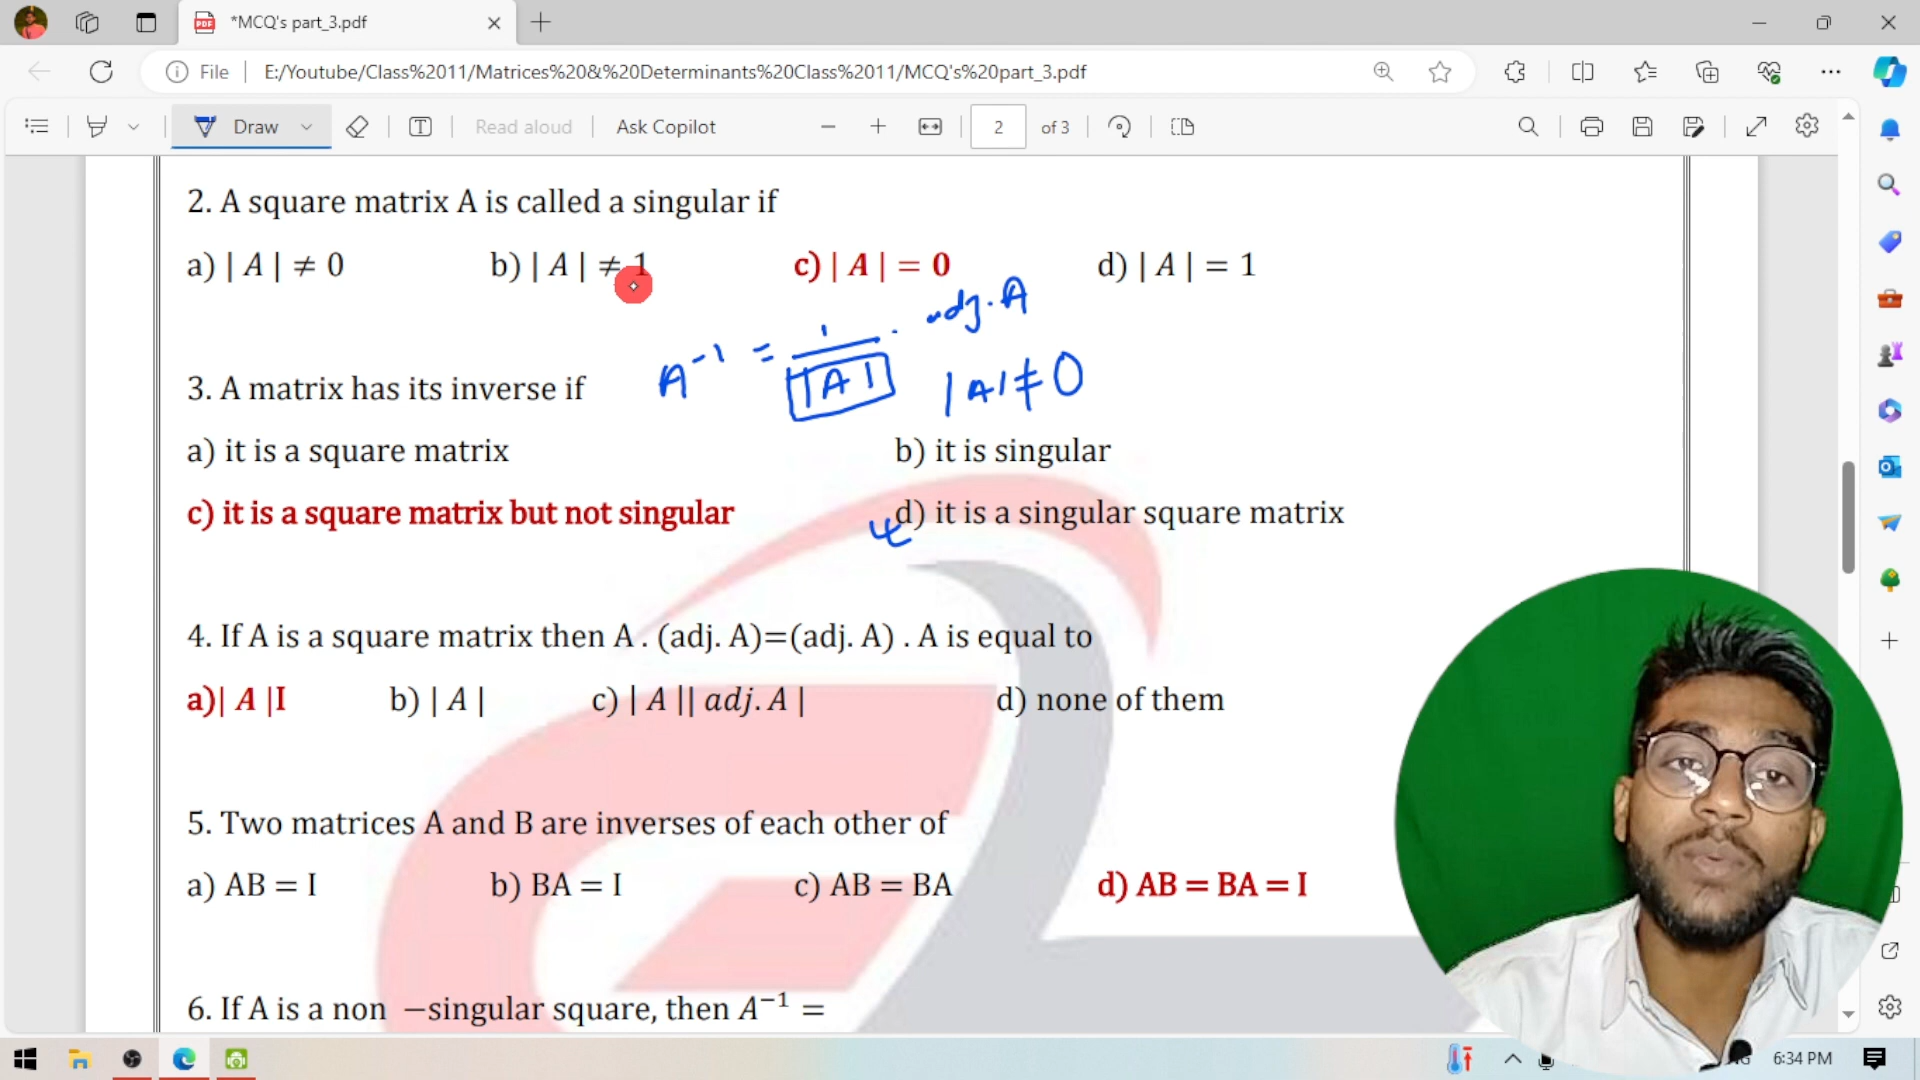 *MCQ's part_3.pdf
File
E:/Youtube/Class%2011/Matrices%20&%20Determinants%20Class%2011/MCQ's%20part_3.pdf
Draw
Read aloud
Ask Copilot
2
of 3
2. A square matrix A is called a singular if
a) | A | ≠ 0 b) | A | ≠ 1 c) | A | = 0 d) | A | = 1
A⁻¹ = 1/|A| . adj. A
|A| ≠ 0
3. A matrix has its inverse if
a) it is a square matrix b) it is singular
c) it is a square matrix but not singular d) it is a singular square matrix
4. If A is a square matrix then A . (adj. A)=(adj. A) . A is equal to
a)| A |I b) | A | c) | A || adj. A | d) none of them
5. Two matrices A and B are inverses of each other of
a) AB = I b) BA = I c) AB = BA d) AB = BA = I
6. If A is a non −singular square, then A⁻¹ =
6:34 PM